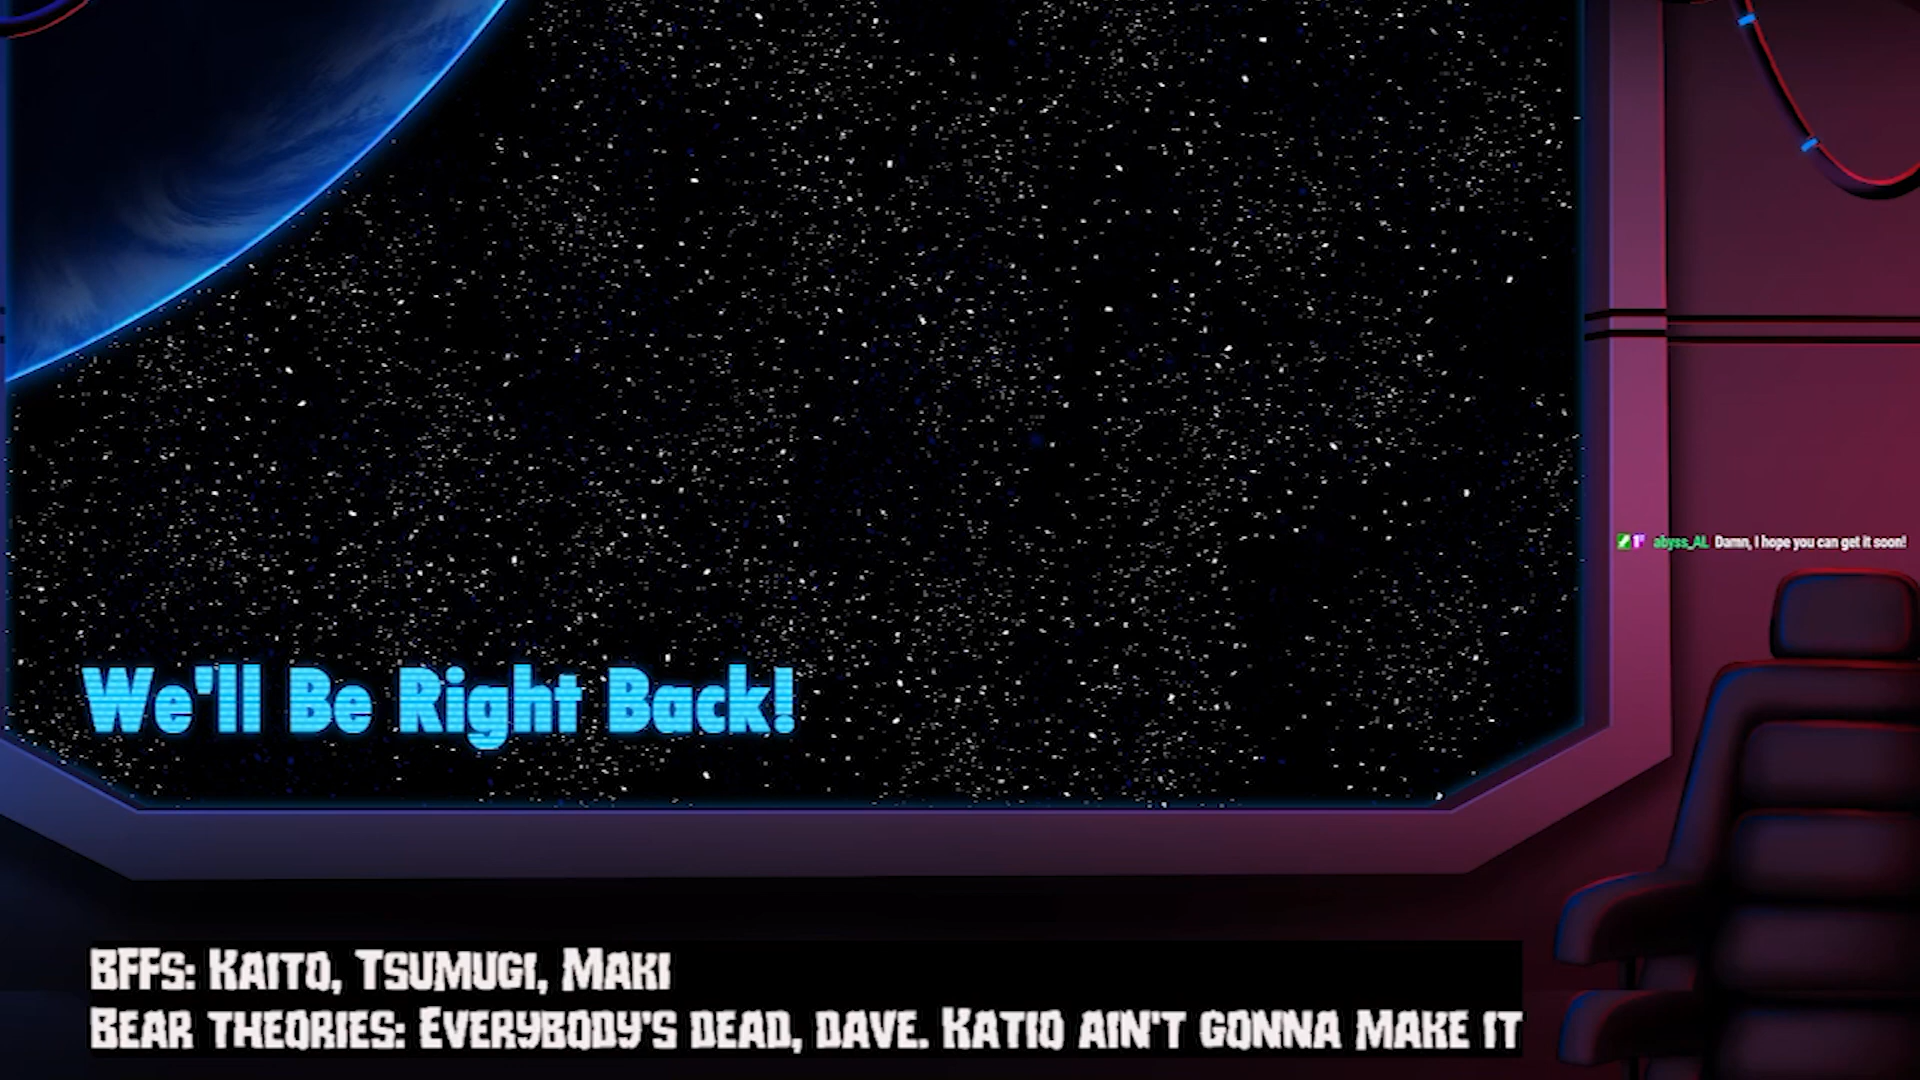 abyss_AL Damn, I hope you can get it soon!
We'll Be Right Back!
BFFs: Kaito, Tsumugi, Maki
Bear theories: Everybody's dead, dave. Katio ain't gonna make it